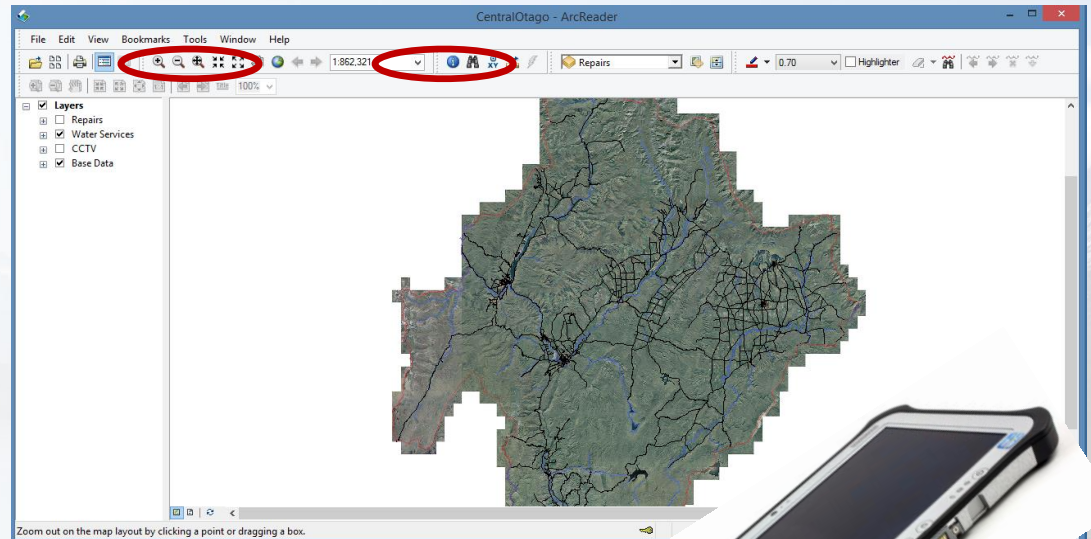 CentralOtago - ArcReader
File Edit View Bookmarks Tools Window Help
1:862,321 XY Repairs 0.70 Highlighter
100%
Layers
Repairs
Water Services
CCTV
Base Data
Zoom out on the map layout by clicking a point or dragging a box.